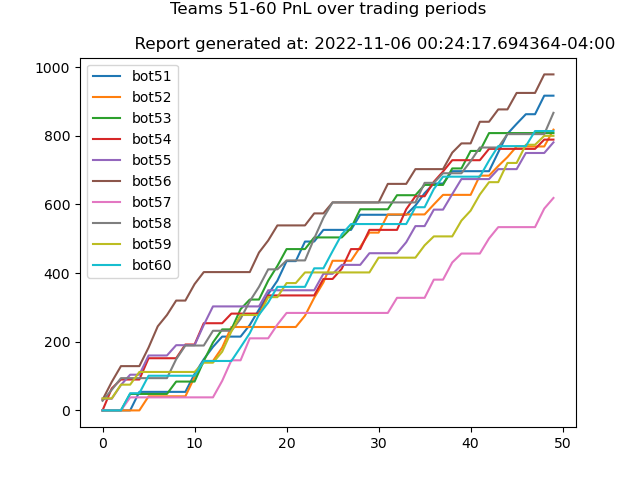 Teams 51-60 PnL over trading periods
Report generated at: 2022-11-06 00:24:17.694364-04:00
1000
800
600
400
200
0
bot51
bot52
bot53
bot54
bot55
bot56
bot57
bot58
bot59
bot60
0 10 20 30 40 50